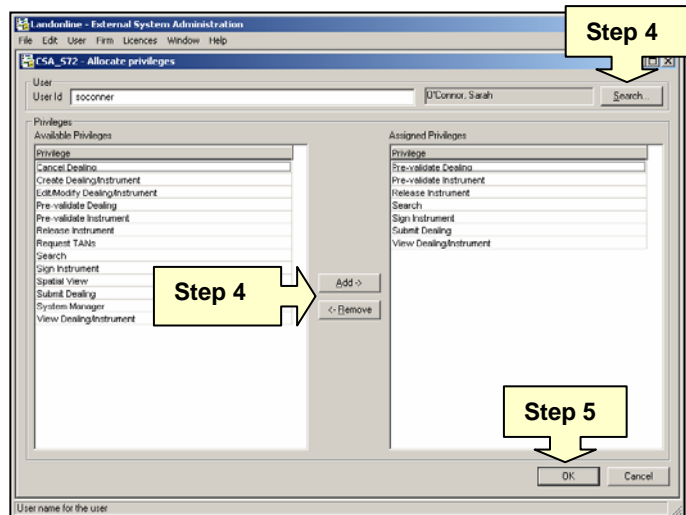 Landonline - External System Administration
Step 4
File Edit User Firm Licences Window Help
CSA_S72 - Allocate privileges
User
User Id soconner O'Connor, Sarah Search...
Privileges
Available Privileges
Privilege
Cancel Dealing
Create Dealing/Instrument
Edit/Modify Dealing/Instrument
Pre-validate Dealing
Pre-validate Instrument
Release Instrument
Request TANs
Search
Sign Instrument
Spatial View
Submit Dealing
System Manager
View Dealing/Instrument
Step 4
Add ->
<- Remove
Assigned Privileges
Privilege
Pre-validate Dealing
Pre-validate Instrument
Release Instrument
Search
Sign Instrument
Submit Dealing
View Dealing/Instrument
Step 5
OK Cancel
User name for the user